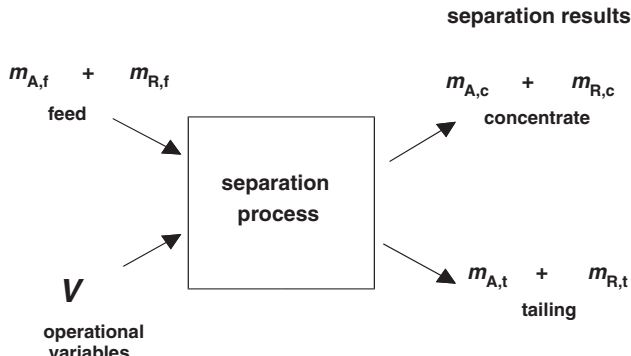 separation results
m_A,f + m_R,f
feed
m_A,c + m_R,c
concentrate
separation
process
V
operational
variables
m_A,t + m_R,t
tailing